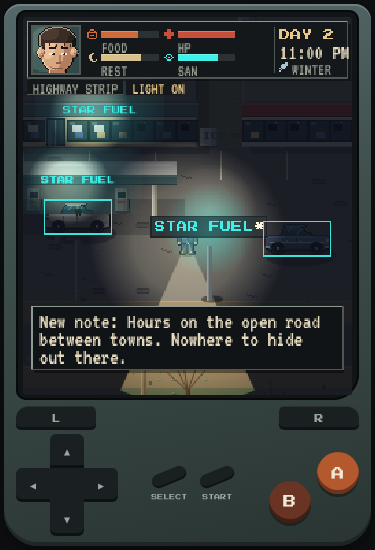 DAY 2
FOOD
HP
11:00 PM
REST
SAN
WINTER
HIGHWAY STRIP
LIGHT ON
STAR FUEL
STAR FUEL
STAR FUEL*
New note: Hours on the open road
between towns. Nowhere to hide
out there.
L
R
SELECT
START
B
A